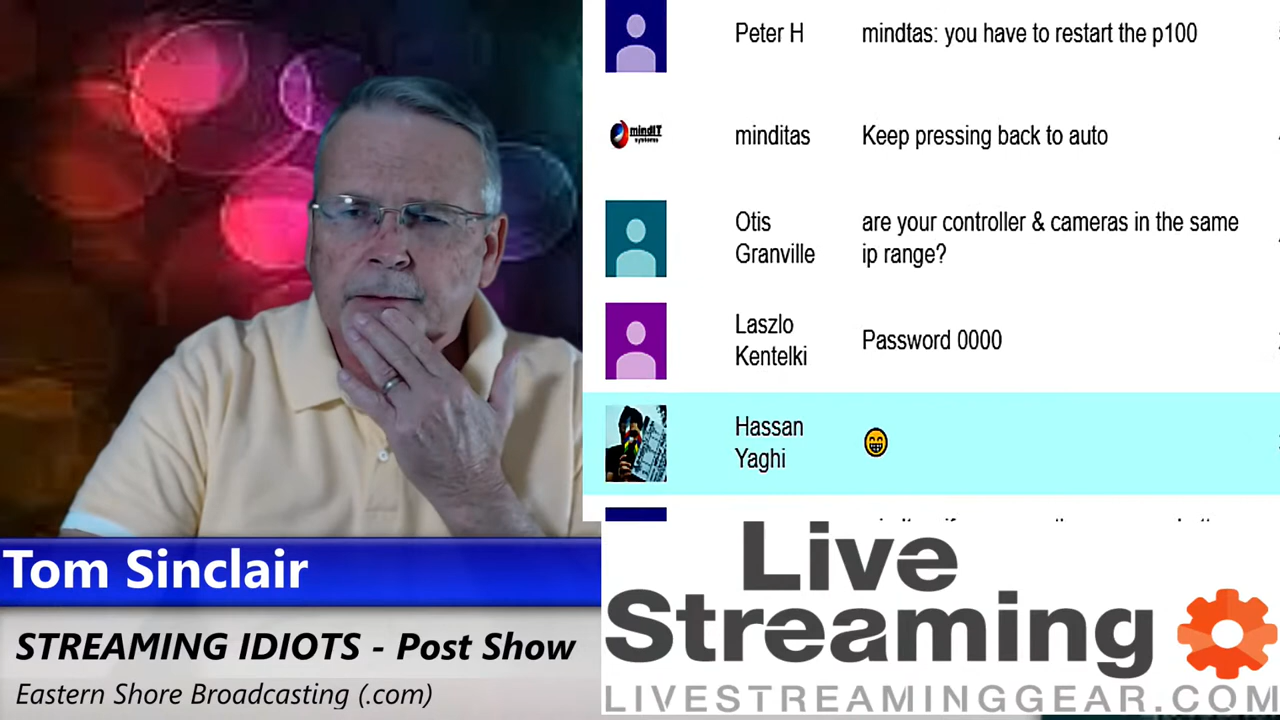 Peter H
mindtas: you have to restart the p100
mindIT
systems
minditas
Keep pressing back to auto
Otis
Granville
are your controller & cameras in the same
ip range?
Laszlo
Kentelki
Password 0000
Hassan
Yaghi
Tom Sinclair
STREAMING IDIOTS - Post Show
Eastern Shore Broadcasting (.com)
Live
Streaming
LIVESTREAMINGGEAR.COM